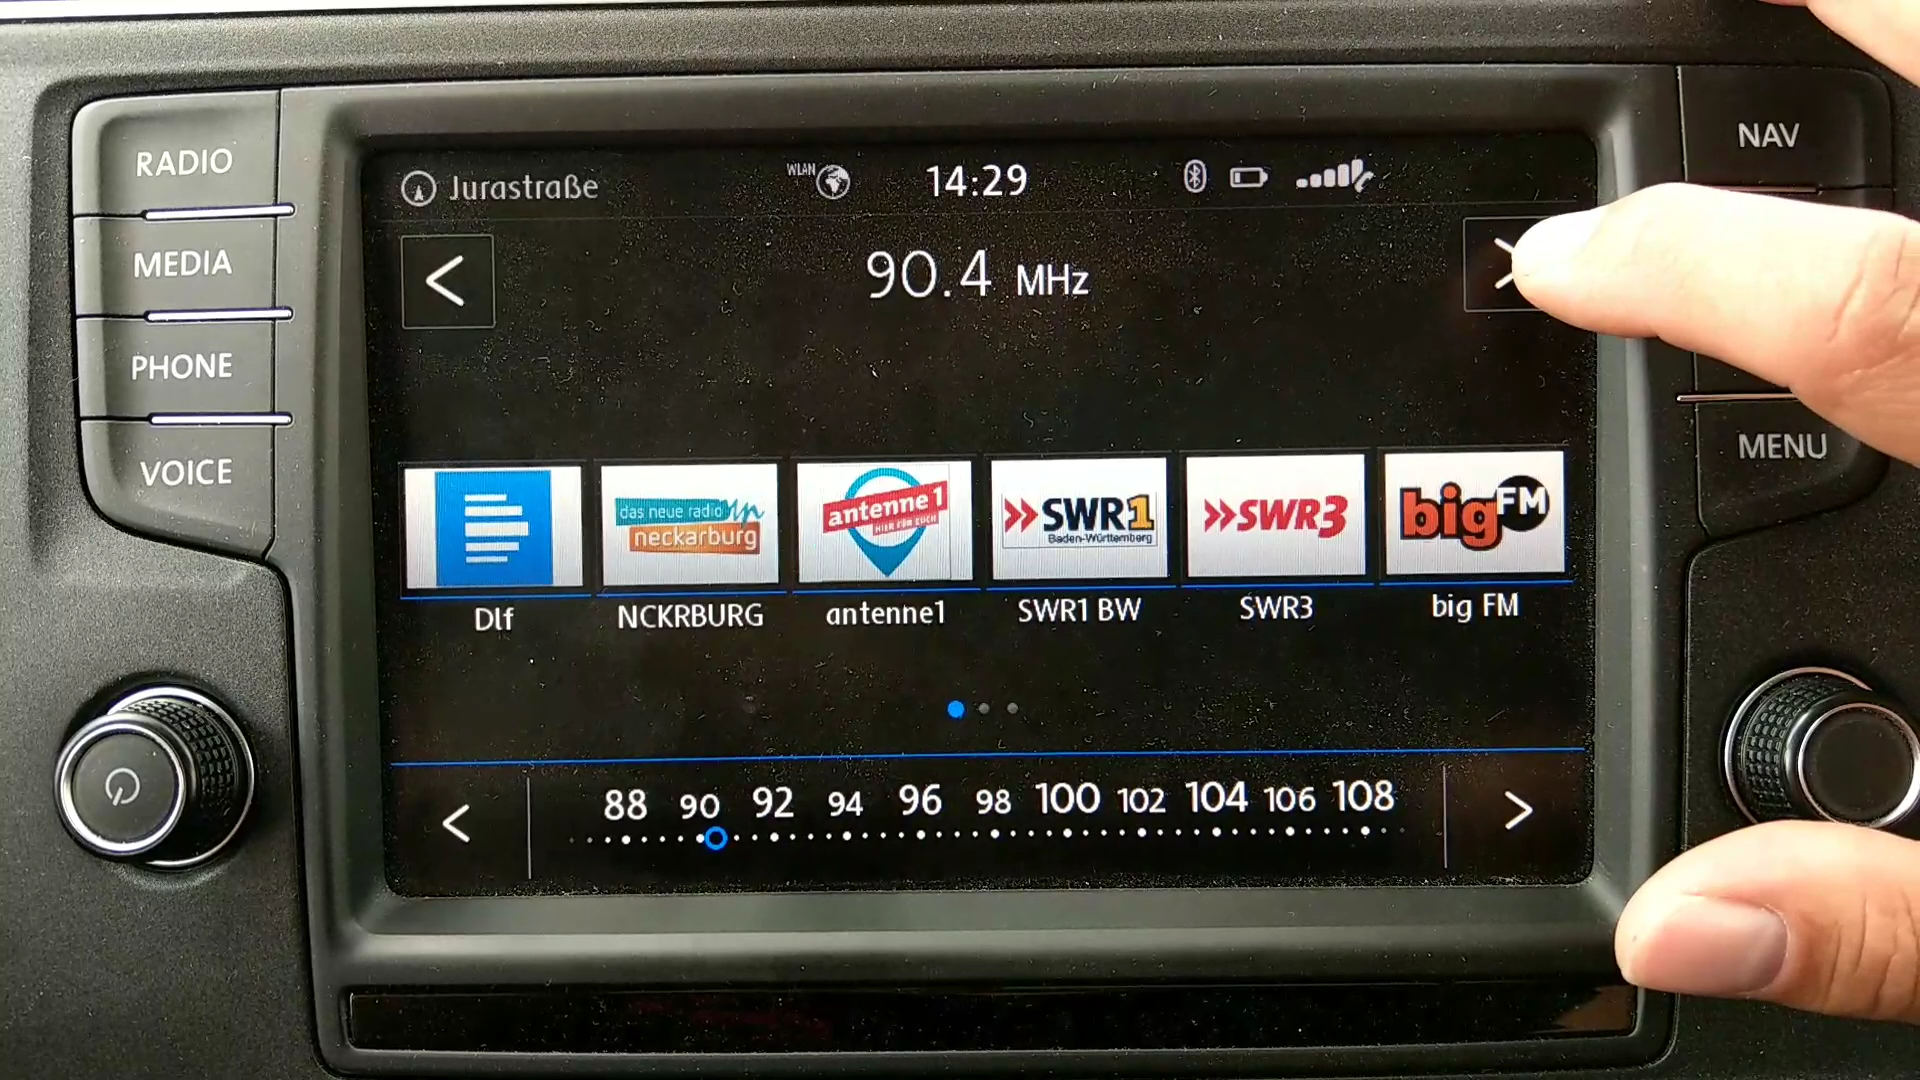 RADIO
MEDIA
PHONE
VOICE
NAV
MENU
Jurastraße
WLAN
14:29
90.4 MHz
das neue radio
neckarburg
antenne 1
HIER FÜR EUCH
SWR1
Baden-Württemberg
SWR3
bigFM
Dlf
NCKRBURG
antenne1
SWR1 BW
SWR3
big FM
88 90 92 94 96 98 100 102 104 106 108